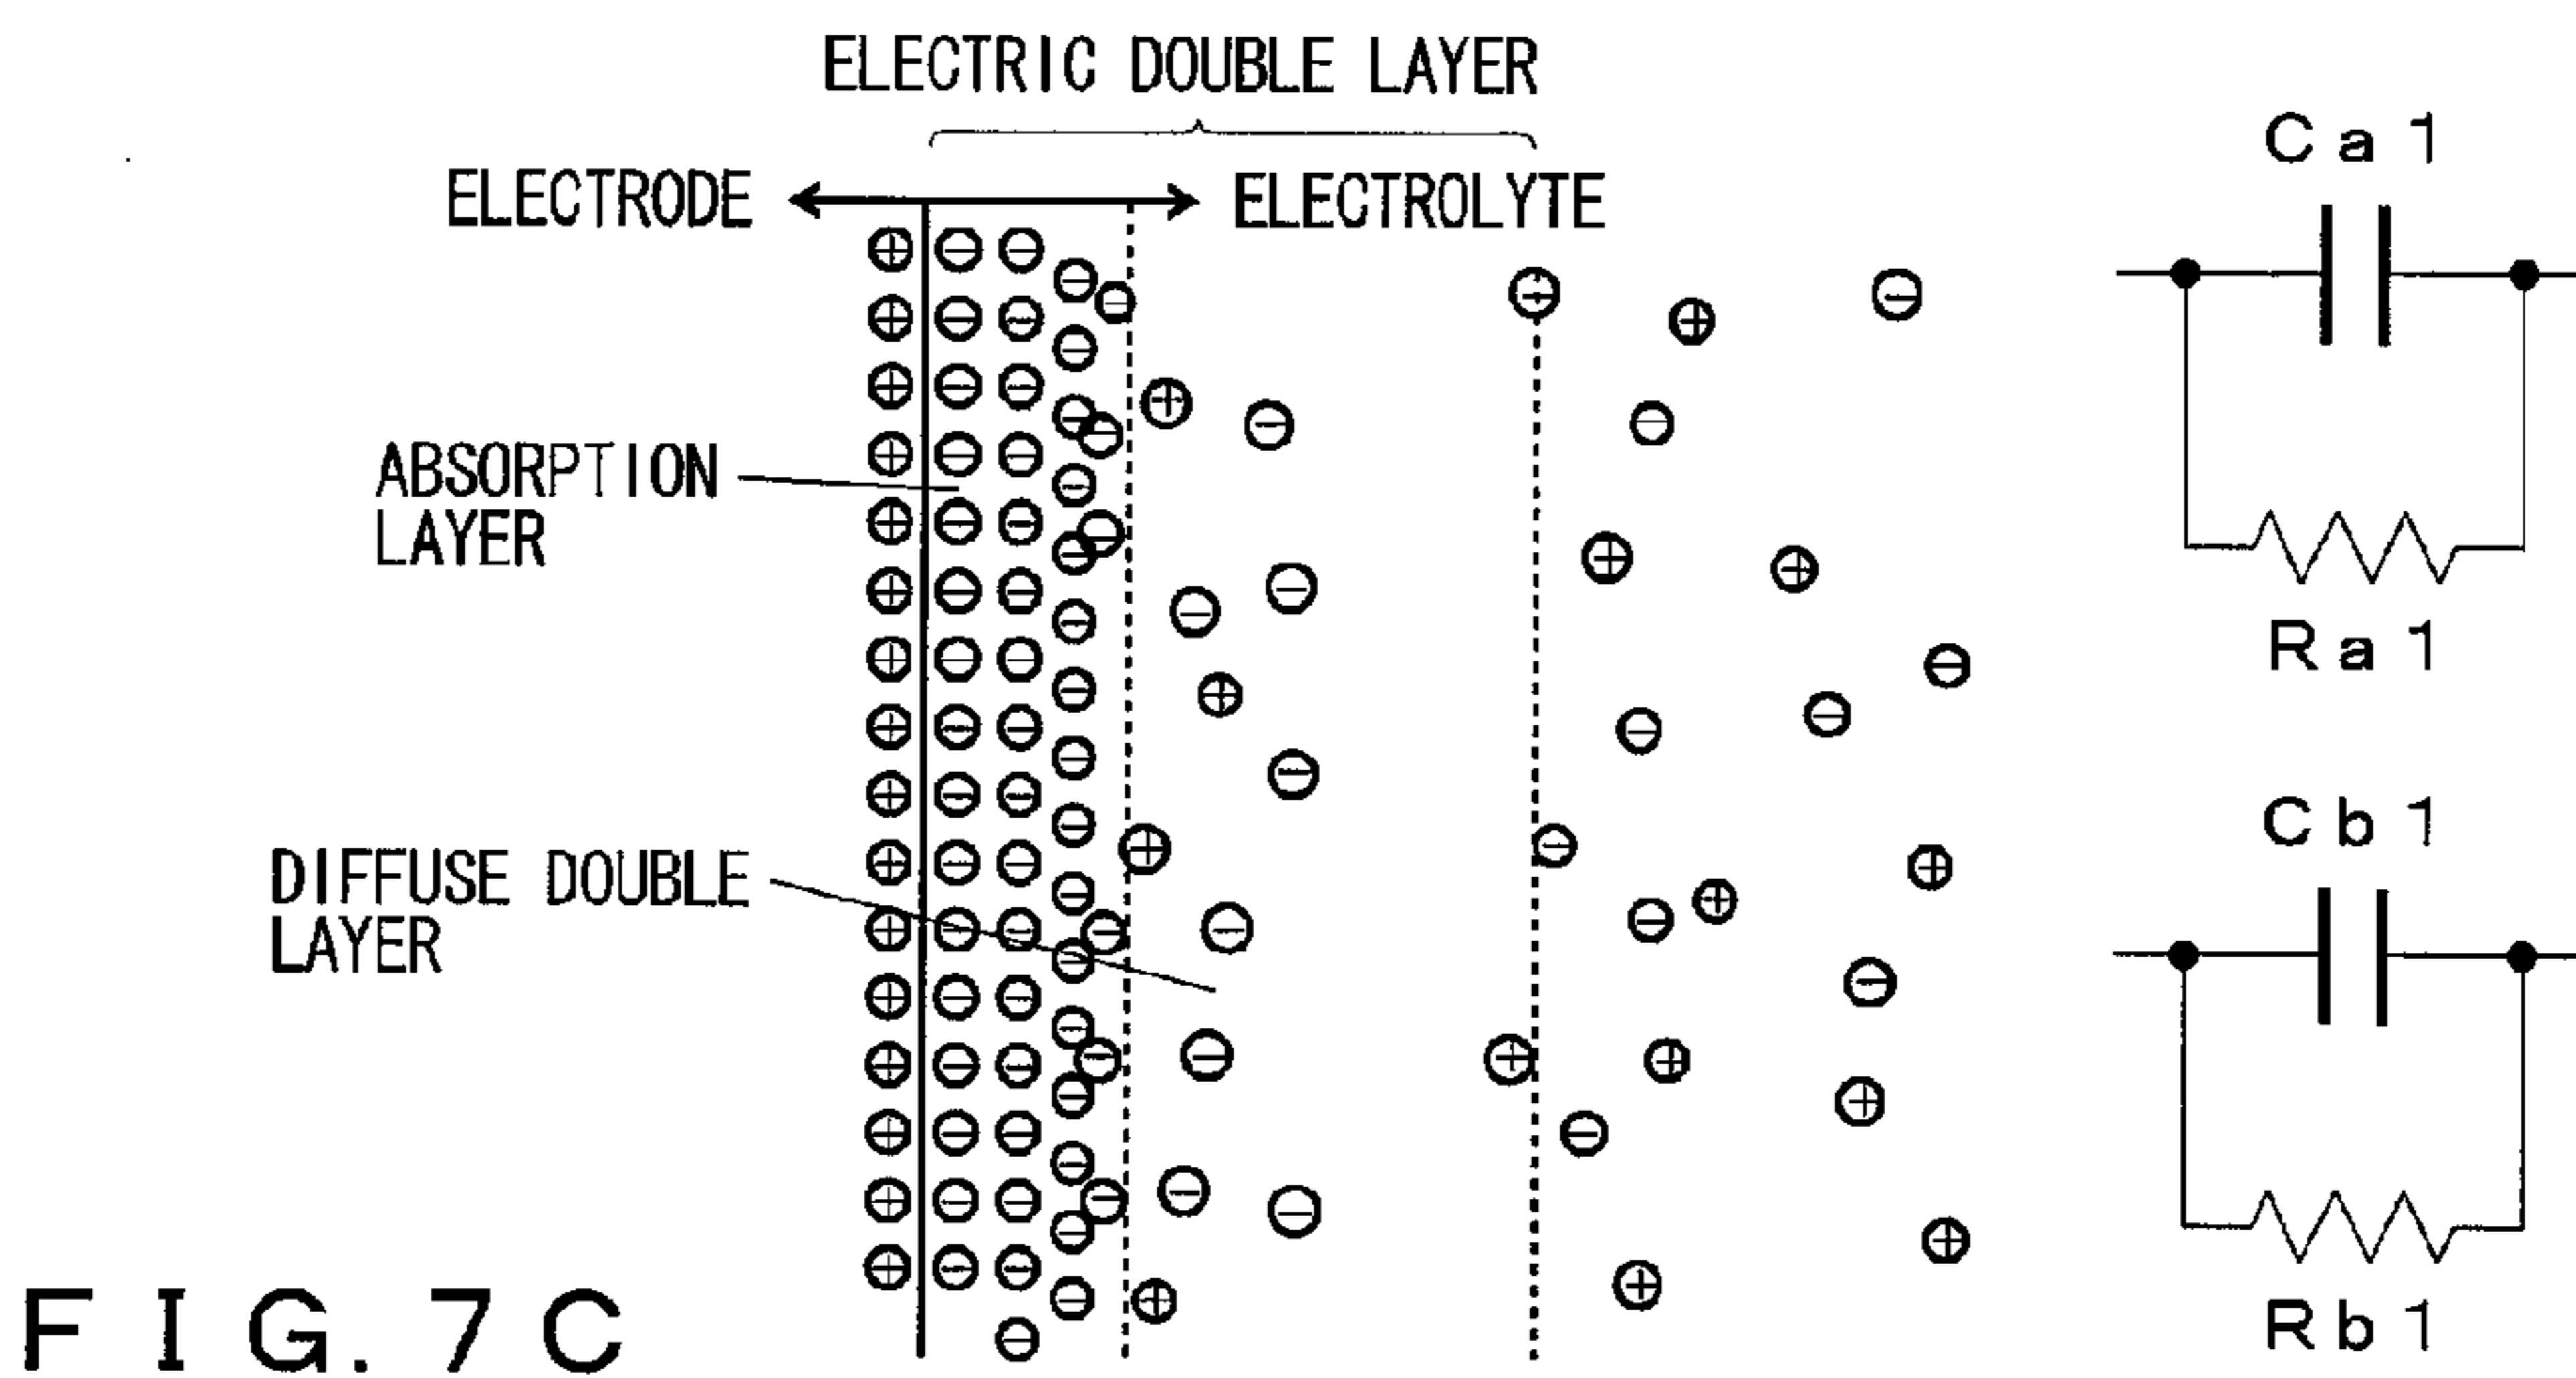 ELECTRIC DOUBLE LAYER
ELECTRODE
ELECTROLYTE
ABSORPTION
LAYER
DIFFUSE DOUBLE
LAYER
Ca1
Ra1
Cb1
Rb1
FIG. 7C